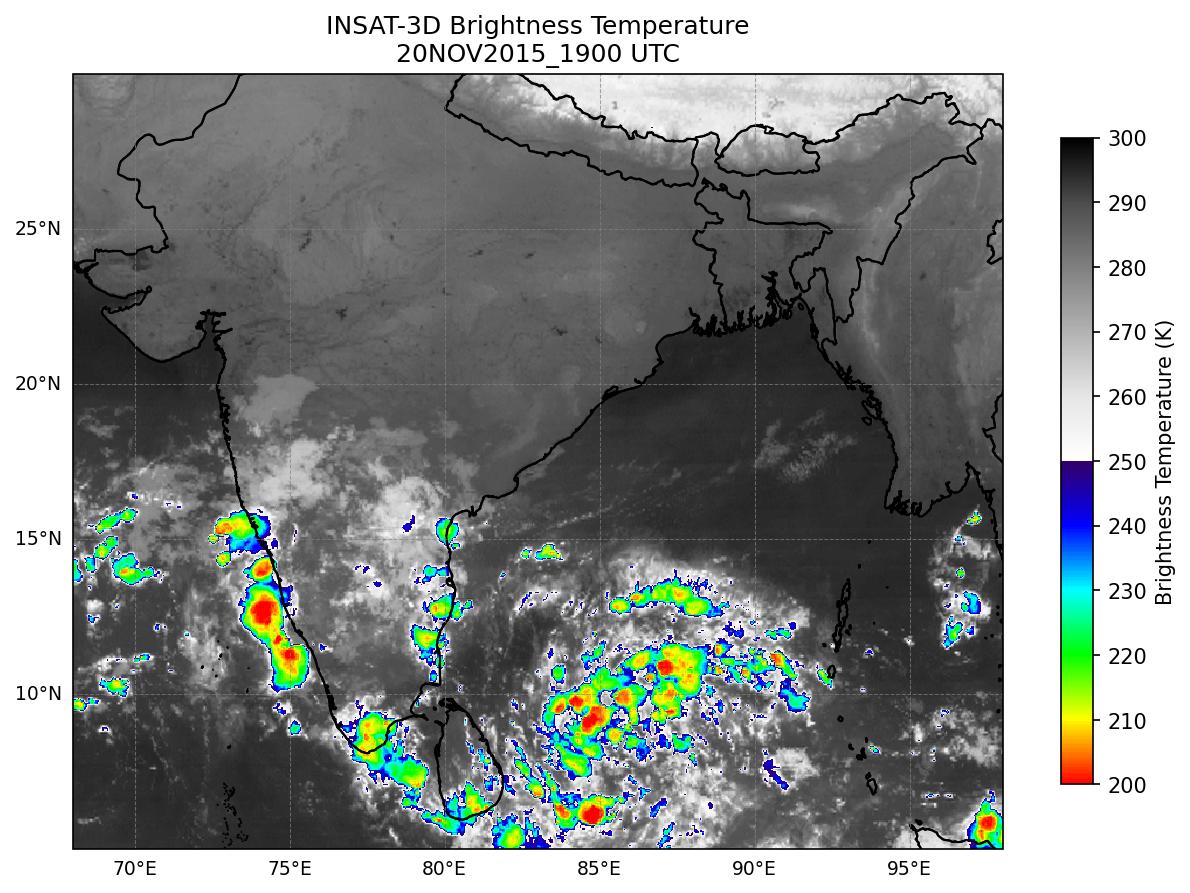 INSAT-3D Brightness Temperature
20NOV2015_1900 UTC
25°N
20°N
15°N
10°N
70°E
75°E
80°E
85°E
90°E
95°E
300
290
280
270
260
250
240
230
220
210
200
Brightness Temperature (K)